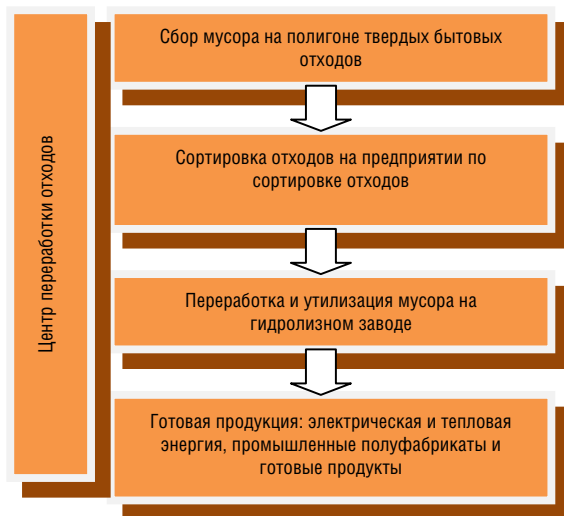 Центр переработки отходов
Сбор мусора на полигоне твердых бытовых
отходов
Сортировка отходов на предприятии по
сортировке отходов
Переработка и утилизация мусора на
гидролизном заводе
Готовая продукция: электрическая и тепловая
энергия, промышленные полуфабрикаты и
готовые продукты